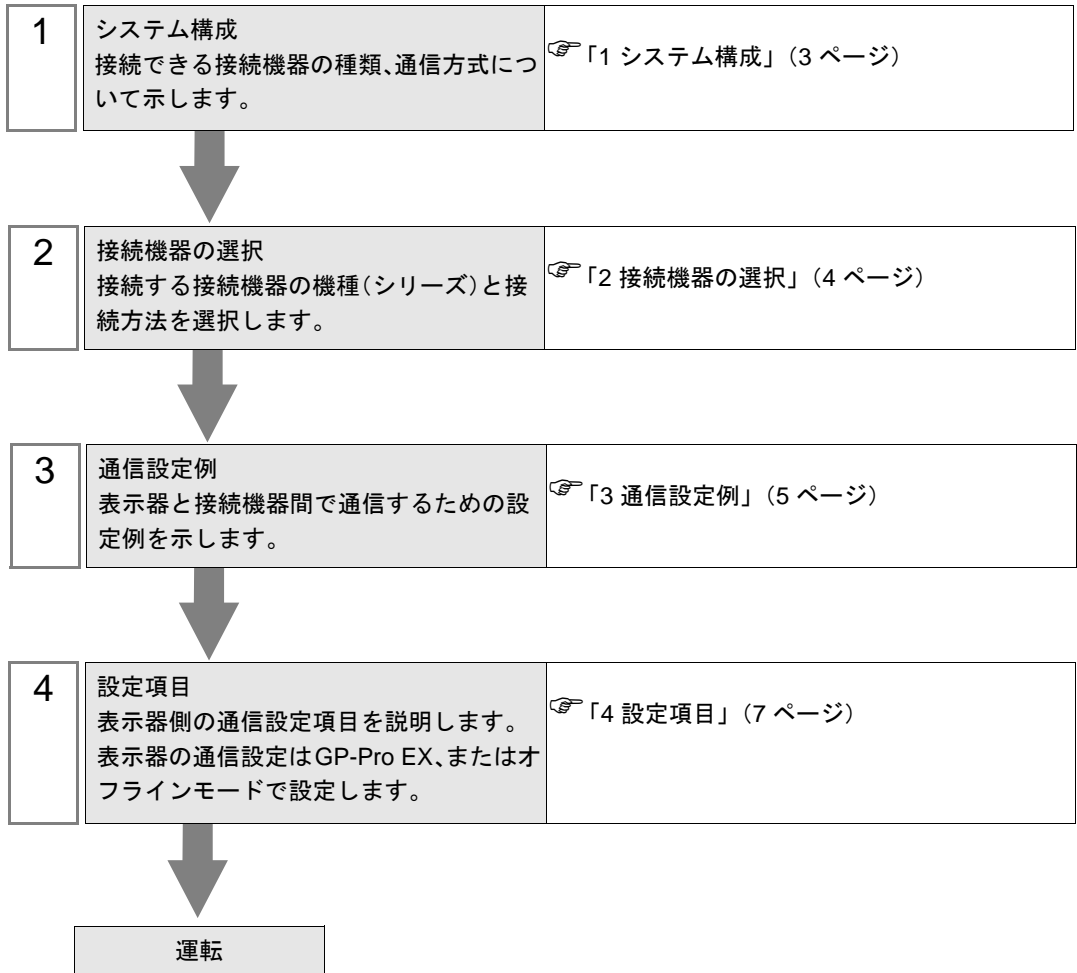 1
システム構成
接続できる接続機器の種類、通信方式につ
いて示します。
☞「1 システム構成」（3 ページ）
2
接続機器の選択
接続する接続機器の機種（シリーズ）と接
続方法を選択します。
☞「2 接続機器の選択」（4 ページ）
3
通信設定例
表示器と接続機器間で通信するための設
定例を示します。
☞「3 通信設定例」（5 ページ）
4
設定項目
表示器側の通信設定項目を説明します。
表示器の通信設定はGP-Pro EX、またはオ
フラインモードで設定します。
☞「4 設定項目」（7 ページ）
運転